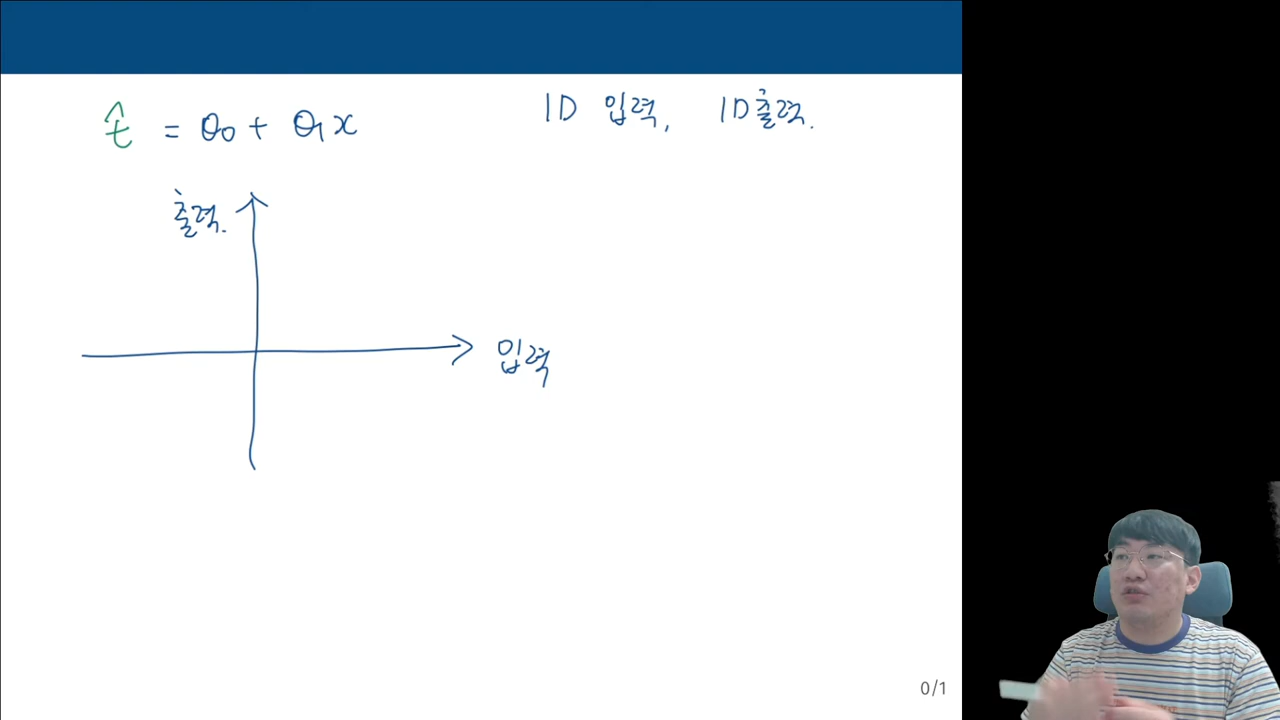 t̂ = θ₀ + θ₁x
1D 입력, 1D 출력.
출력.
입력
0/1